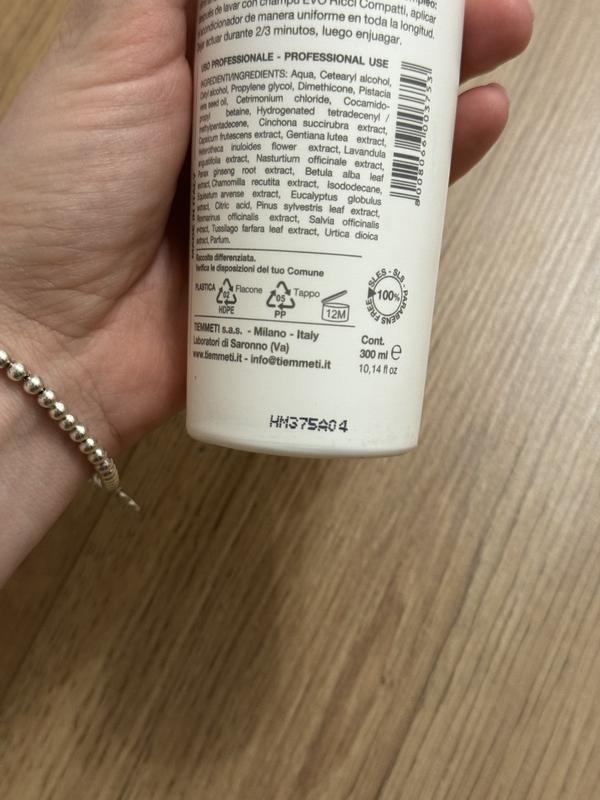 después de lavar con champú EVO Ricci Compatti, aplicar
acondicionador de manera uniforme en toda la longitud.
actuar durante 2/3 minutos, luego enjuagar.
USO PROFESSIONALE - PROFESSIONAL USE
INGREDIENTI/INGREDIENTS: Aqua, Cetearyl alcohol,
Cetyl alcohol, Propylene glycol, Dimethicone, Pistacia
vera seed oil, Cetrimonium chloride, Cocamido-
propyl betaine, Hydrogenated tetradecenyl /
methylpentadecene, Cinchona succirubra extract,
Capsicum frutescens extract, Gentiana lutea extract,
Heterotheca inuloides flower extract, Lavandula
angustifolia extract, Nasturtium officinale extract,
Panax ginseng root extract, Betula alba leaf
extract, Chamomilla recutita extract, Isododecane,
Equisetum arvense extract, Eucalyptus globulus
extract, Citric acid, Pinus sylvestris leaf extract,
Rosmarinus officinalis extract, Salvia officinalis
extract, Tussilago farfara leaf extract, Urtica dioica
extract, Parfum.
MADE IN ITALY
8008066003753
Raccolta differenziata.
Verifica le disposizioni del tuo Comune
PLASTICA 02 HDPE Flacone 05 PP Tappo 12M
SLES - SLS - PARABENS FREE 100%
TIEMMETI s.a.s. - Milano - Italy
Laboratori di Saronno (Va)
www.tiemmeti.it - info@tiemmeti.it
Cont.
300 ml e
10,14 fl oz
HM375A04